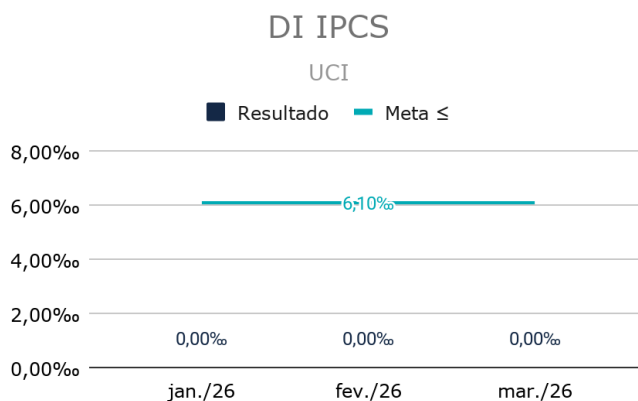 DI IPCS
UCI
Resultado Meta ≤
8,00‰
6,00‰
6,10‰
4,00‰
2,00‰
0,00‰ 0,00‰ 0,00‰
0,00‰
jan./26 fev./26 mar./26